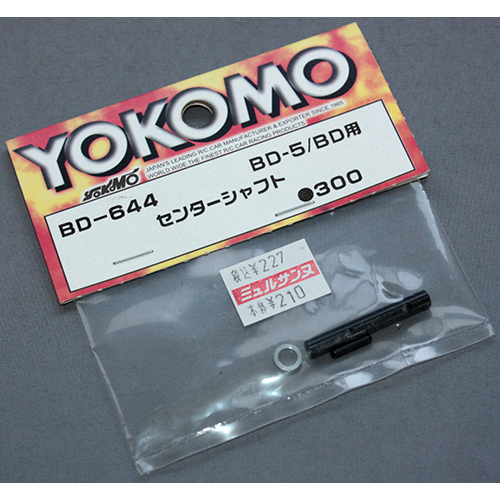 YOKOMO
YOKOMO
JAPAN'S LEADING R/C CAR MANUFACTURER & EXPORTER SINCE 1965
WORLD WIDE THE FINEST R/C CAR RACING PRODUCTS.
BD-644
BD-5/BD用
センターシャフト
●300
税込¥227
ミュルサンヌ
本体¥210